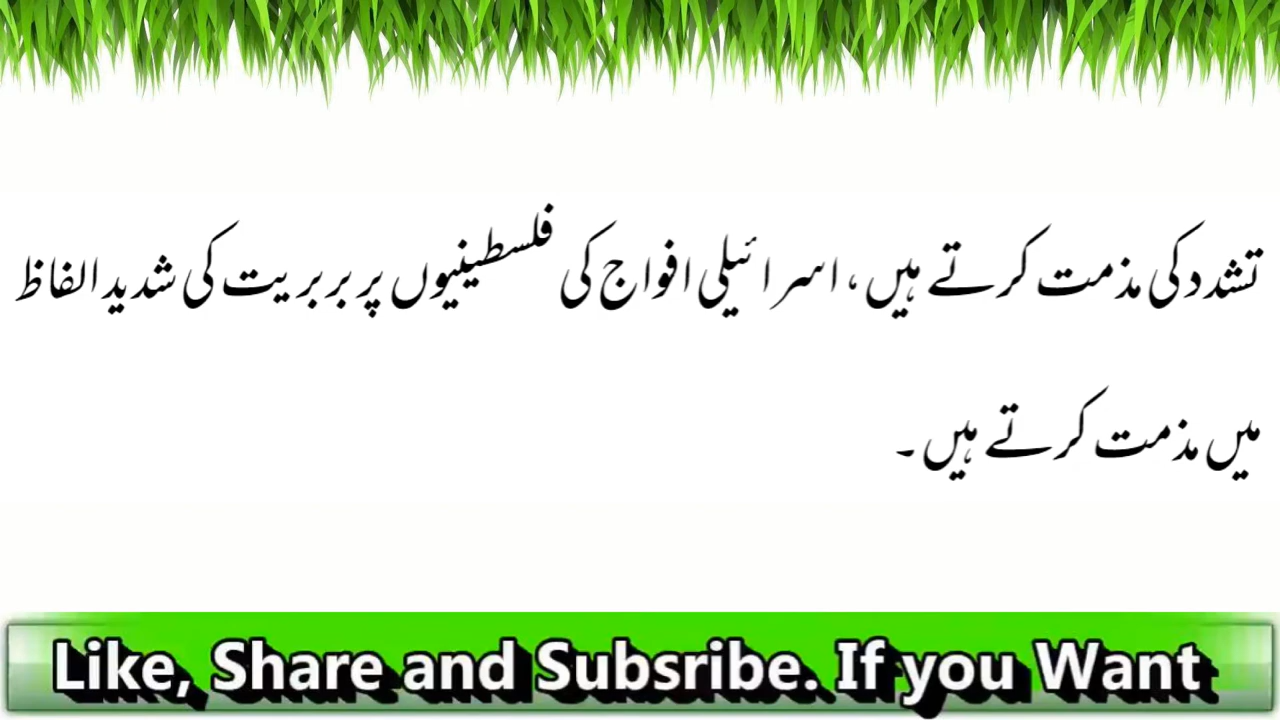 تشدد کی مذمت کرتے ہیں، اسرائیلی افواج کی فلسطینیوں پر بربریت کی شدید الفاظ
میں مذمت کرتے ہیں۔
Like, Share and Subsribe. If you Want